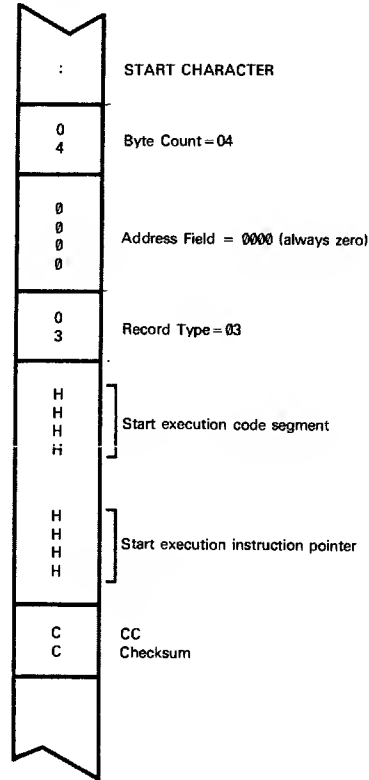 : START CHARACTER
0
4
Byte Count = 04
0
0
0
0
Address Field = 0000 (always zero)
0
3
Record Type = 03
H
H
H
H
Start execution code segment
H
H
H
H
Start execution instruction pointer
C CC
C Checksum